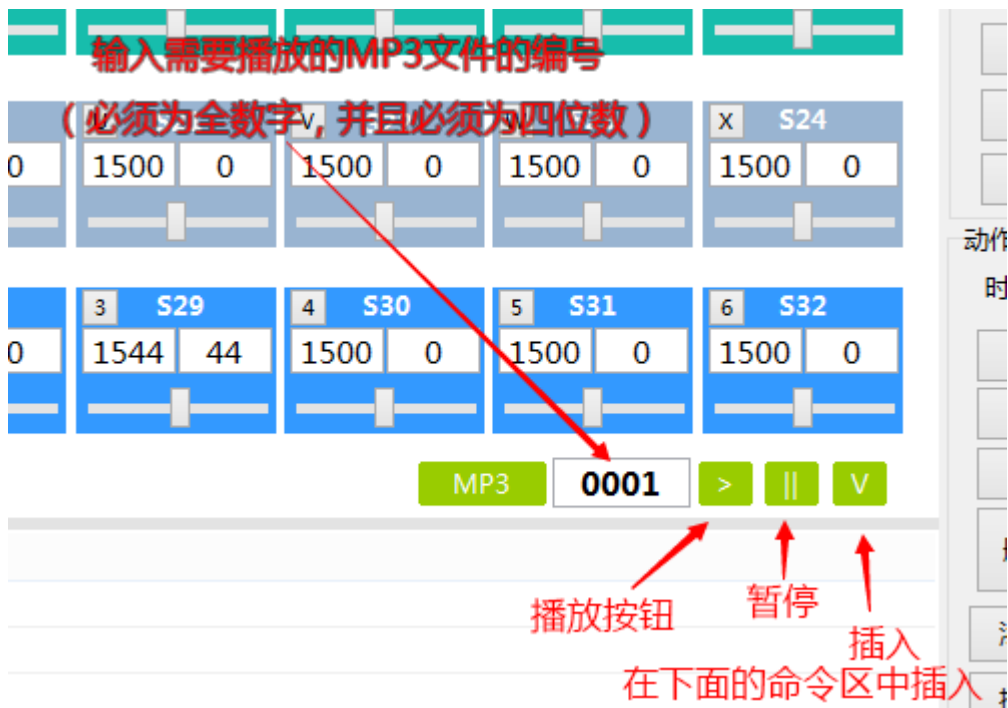 输入需要播放的MP3文件的编号
（必须为全数字，并且必须为四位数）
X S24
0 1500 0 1500 0 1500 0 1500 0
动作
时
3 S29 4 S30 5 S31 6 S32
0 1544 44 1500 0 1500 0 1500 0
MP3 0001 > || V
播放按钮 暂停
插入
在下面的命令区中插入